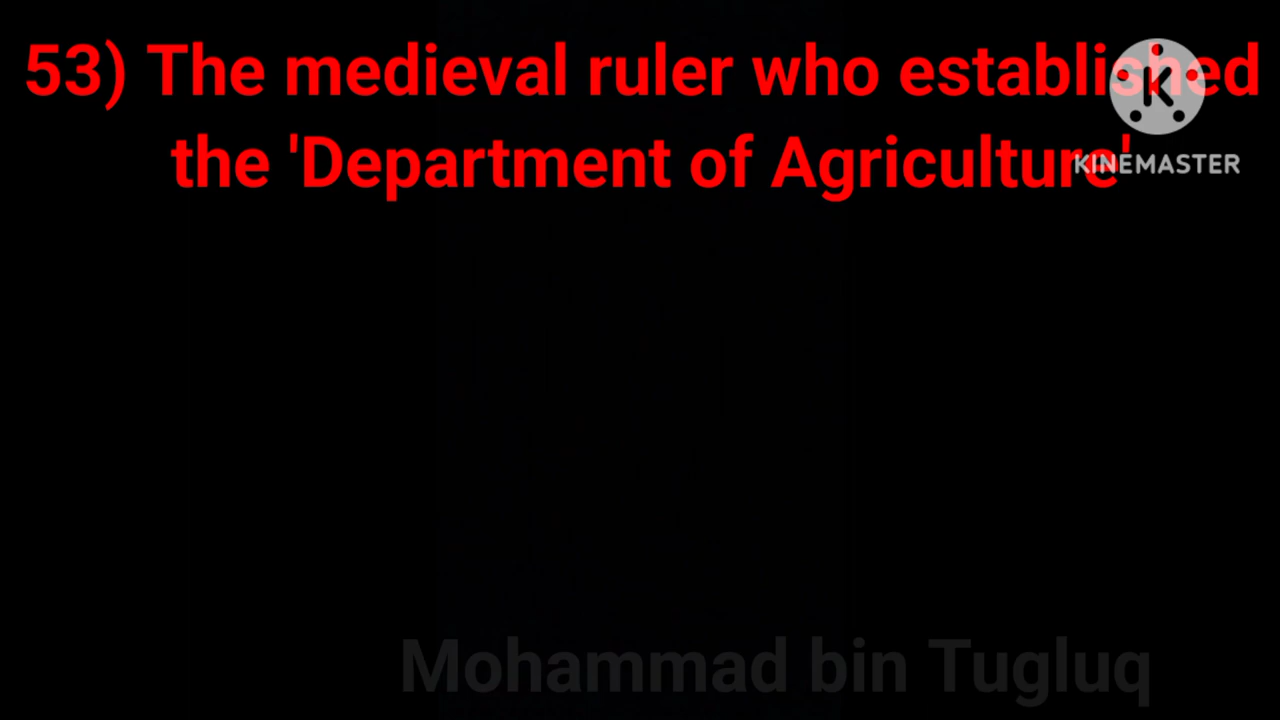 53) The medieval ruler who established
the 'Department of Agriculture'
KINEMASTER
Mohammad bin Tugluq